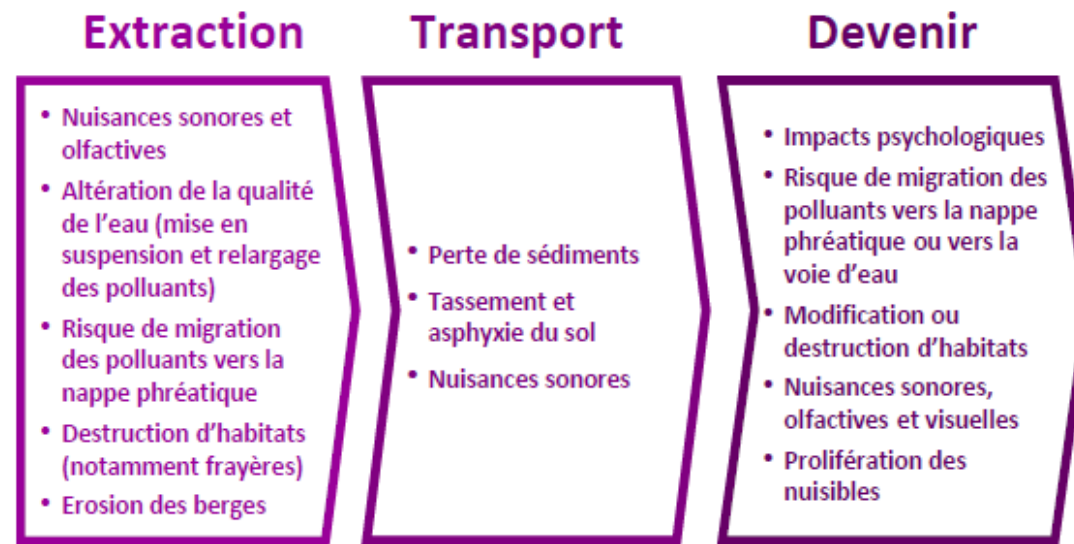 Extraction
• Nuisances sonores et
olfactives
• Altération de la qualité
de l'eau (mise en
suspension et relargage
des polluants)
• Risque de migration
des polluants vers la
nappe phréatique
• Destruction d'habitats
(notamment frayères)
• Erosion des berges
Transport
• Perte de sédiments
• Tassement et
asphyxie du sol
• Nuisances sonores
Devenir
• Impacts psychologiques
• Risque de migration des
polluants vers la nappe
phréatique ou vers la
voie d'eau
• Modification ou
destruction d'habitats
• Nuisances sonores,
olfactives et visuelles
• Prolifération des
nuisibles